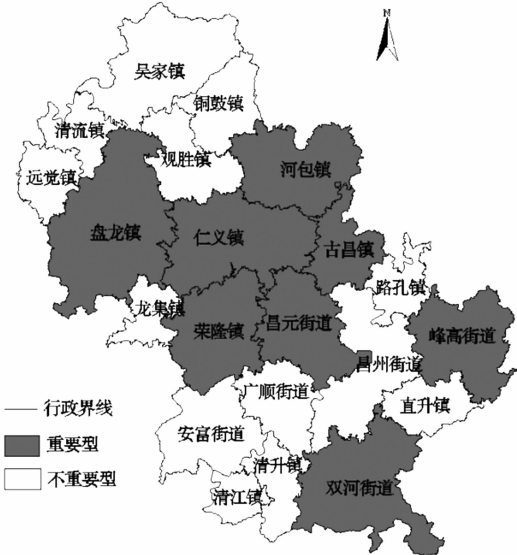 N
吴家镇
铜鼓镇
清流镇
观胜镇
河包镇
远觉镇
盘龙镇
仁义镇
古昌镇
路孔镇
龙集镇
荣隆镇
昌元街道
峰高街道
昌州街道
广顺街道
直升镇
安富街道
清升镇
清江镇
双河街道
行政界线
重要型
不重要型